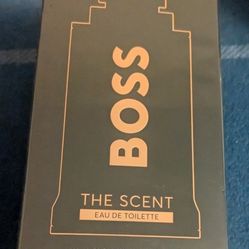 BOSS
THE SCENT
EAU DE TOILETTE